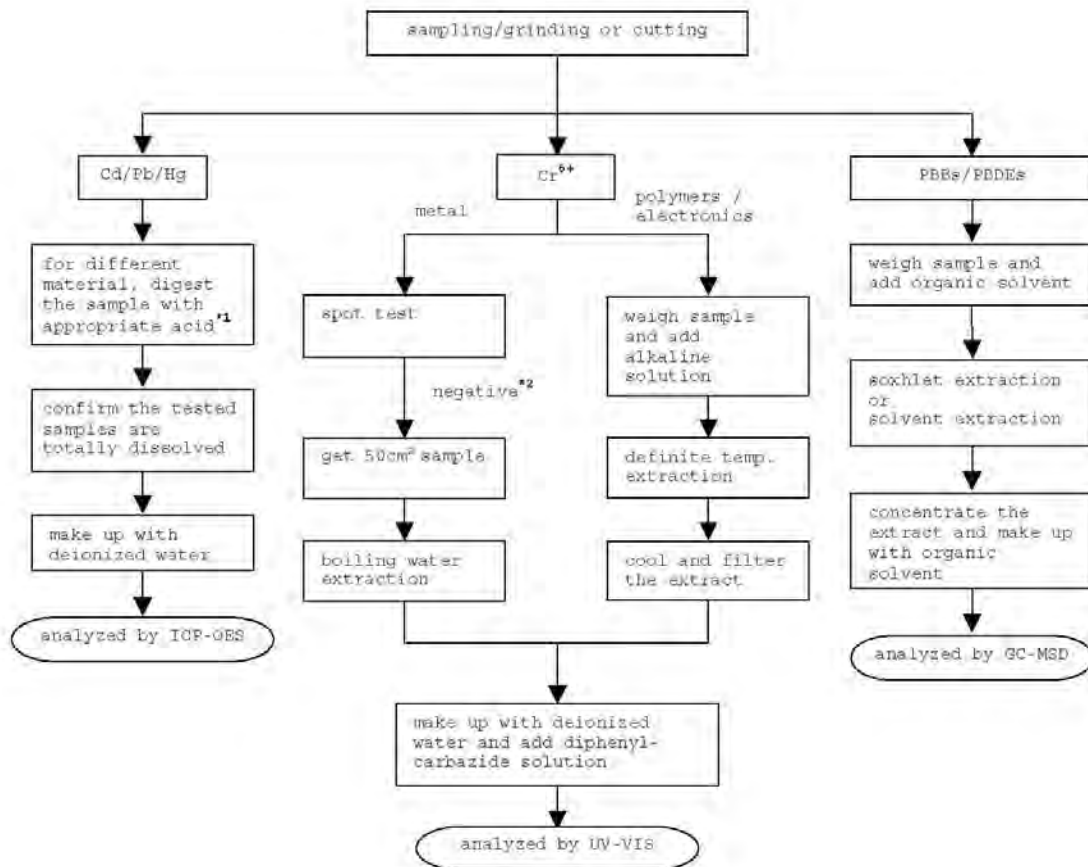 sampling/grinding or cutting
Cd/Pb/Hg
for different
material, digest
the sample with
appropriate acid*1
confirm the tested
samples are
totally dissolved
make up with
deionized water
analyzed by ICP-OES
Cr6+
metal
spot test
negative*2
get 50cm² sample
boiling water
extraction
polymers /
electronics
weigh sample
and add
alkaline
solution
definite temp.
extraction
cool and filter
the extract
make up with deionized
water and add diphenyl-
carbazide solution
analyzed by UV-VIS
PBBs/PBDEs
weigh sample and
add organic solvent
soxhlet extraction
or
solvent extraction
concentrate the
extract and make up
with organic
solvent
analyzed by GC-MSD